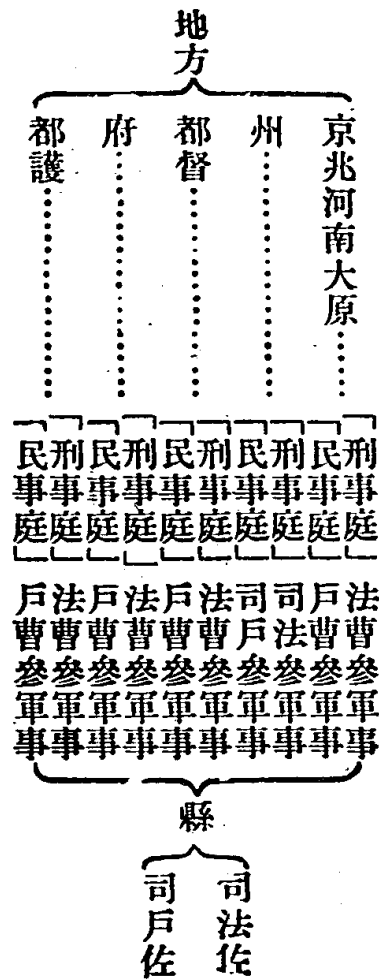 地方
京兆河南大原
州
都督
府
都護
刑事庭
民事庭
刑事庭
民事庭
刑事庭
民事庭
刑事庭
民事庭
刑事庭
民事庭
法曹參軍事
戶曹參軍事
司法參軍事
司戶參軍事
法曹參軍事
戶曹參軍事
法曹參軍事
戶曹參軍事
法曹參軍事
戶曹參軍事
縣
司法佐
司戶佐